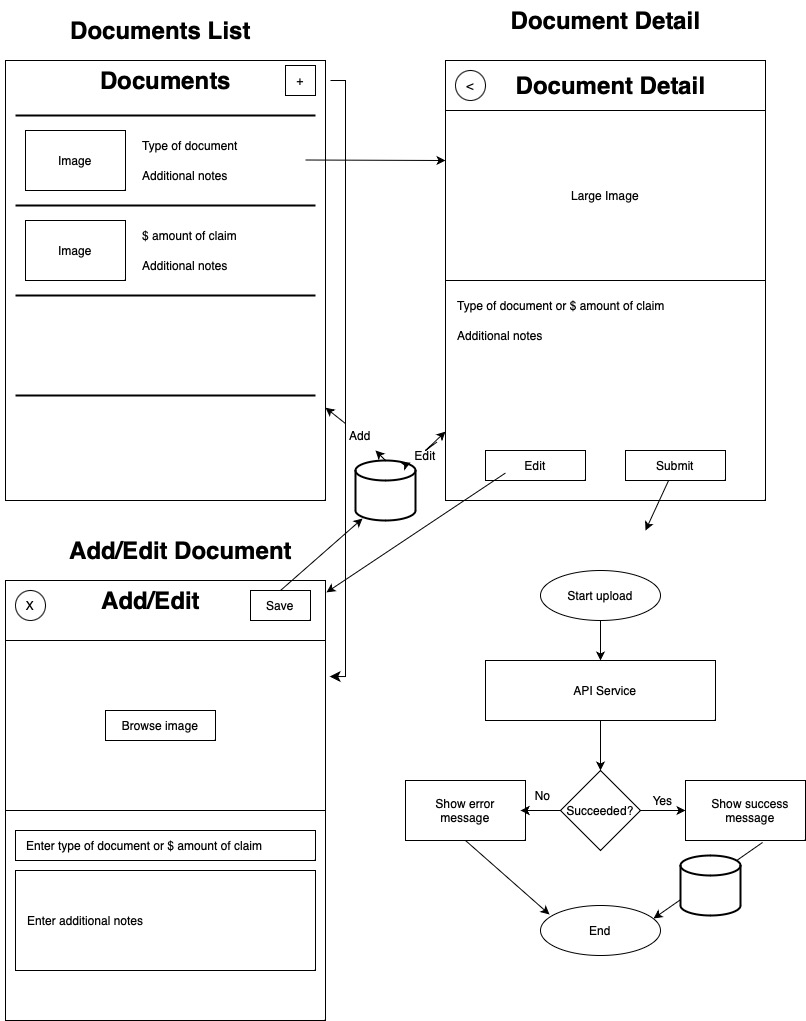 Documents List
Documents
+
Image
Type of document
Additional notes
Image
$ amount of claim
Additional notes
Document Detail
<
Document Detail
Large Image
Type of document or $ amount of claim
Additional notes
Edit
Submit
Add
Edit
Add/Edit Document
X
Add/Edit
Save
Browse image
Enter type of document or $ amount of claim
Enter additional notes
Start upload
API Service
Succeeded?
No
Yes
Show error
message
Show success
message
End